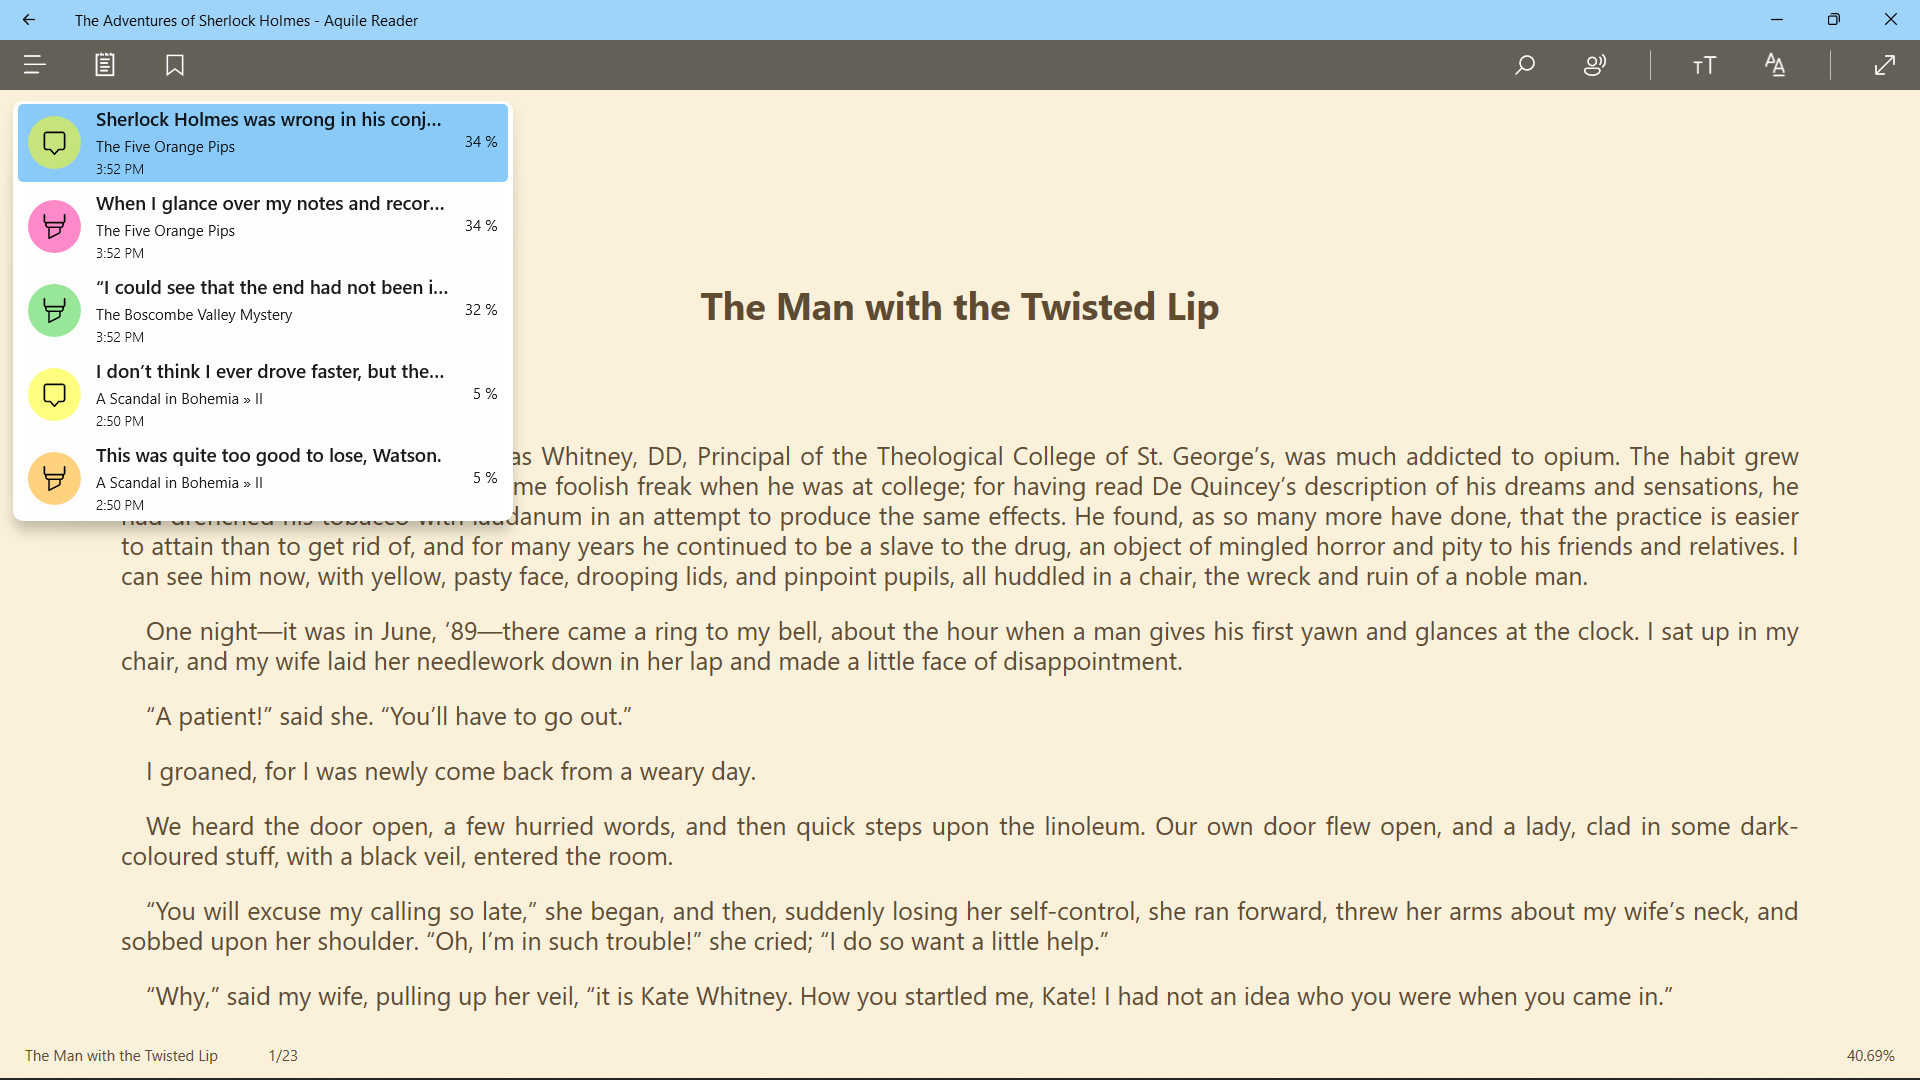 The Adventures of Sherlock Holmes - Aquile Reader
Sherlock Holmes was wrong in his conj...
The Five Orange Pips
3:52 PM
34 %
When I glance over my notes and recor...
The Five Orange Pips
3:52 PM
34 %
“I could see that the end had not been i...
The Boscombe Valley Mystery
3:52 PM
32 %
I don’t think I ever drove faster, but the...
A Scandal in Bohemia » II
2:50 PM
5 %
This was quite too good to lose, Watson.
A Scandal in Bohemia » II
2:50 PM
5 %
The Man with the Twisted Lip
Whitney, DD, Principal of the Theological College of St. George’s, was much addicted to opium. The habit grew
foolish freak when he was at college; for having read De Quincey’s description of his dreams and sensations, he
had drenched his tobacco with laudanum in an attempt to produce the same effects. He found, as so many more have done, that the practice is easier
to attain than to get rid of, and for many years he continued to be a slave to the drug, an object of mingled horror and pity to his friends and relatives. I
can see him now, with yellow, pasty face, drooping lids, and pinpoint pupils, all huddled in a chair, the wreck and ruin of a noble man.
One night—it was in June, ’89—there came a ring to my bell, about the hour when a man gives his first yawn and glances at the clock. I sat up in my
chair, and my wife laid her needlework down in her lap and made a little face of disappointment.
“A patient!” said she. “You’ll have to go out.”
I groaned, for I was newly come back from a weary day.
We heard the door open, a few hurried words, and then quick steps upon the linoleum. Our own door flew open, and a lady, clad in some dark-
coloured stuff, with a black veil, entered the room.
“You will excuse my calling so late,” she began, and then, suddenly losing her self-control, she ran forward, threw her arms about my wife’s neck, and
sobbed upon her shoulder. “Oh, I’m in such trouble!” she cried; “I do so want a little help.”
“Why,” said my wife, pulling up her veil, “it is Kate Whitney. How you startled me, Kate! I had not an idea who you were when you came in.”
The Man with the Twisted Lip
1/23
40.69%